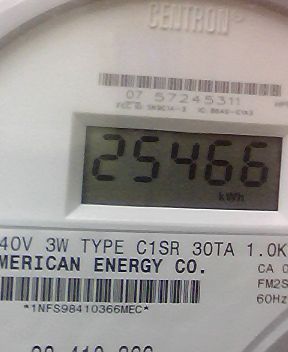 CENTRON
07 57245311
25466
kWh
40V 3W TYPE C1SR 30TA 1.0K
MERICAN ENERGY CO.
CA 0
FM2S
60Hz
*1NFS98410366MEC*